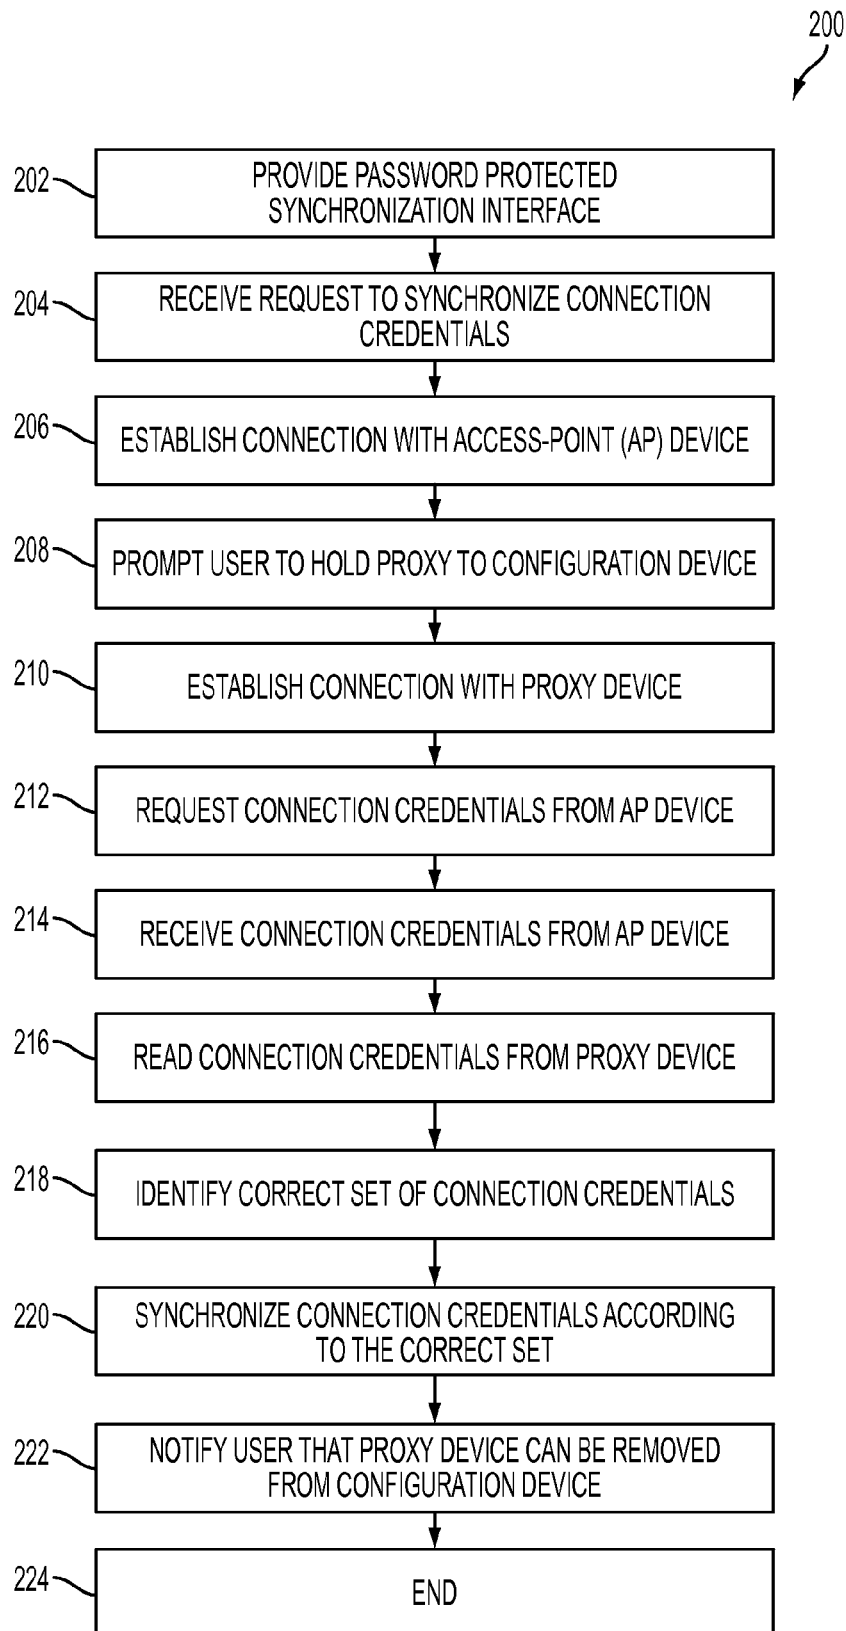 200
202
PROVIDE PASSWORD PROTECTED
SYNCHRONIZATION INTERFACE
204
RECEIVE REQUEST TO SYNCHRONIZE CONNECTION
CREDENTIALS
206
ESTABLISH CONNECTION WITH ACCESS-POINT (AP) DEVICE
208
PROMPT USER TO HOLD PROXY TO CONFIGURATION DEVICE
210
ESTABLISH CONNECTION WITH PROXY DEVICE
212
REQUEST CONNECTION CREDENTIALS FROM AP DEVICE
214
RECEIVE CONNECTION CREDENTIALS FROM AP DEVICE
216
READ CONNECTION CREDENTIALS FROM PROXY DEVICE
218
IDENTIFY CORRECT SET OF CONNECTION CREDENTIALS
220
SYNCHRONIZE CONNECTION CREDENTIALS ACCORDING
TO THE CORRECT SET
222
NOTIFY USER THAT PROXY DEVICE CAN BE REMOVED
FROM CONFIGURATION DEVICE
224
END